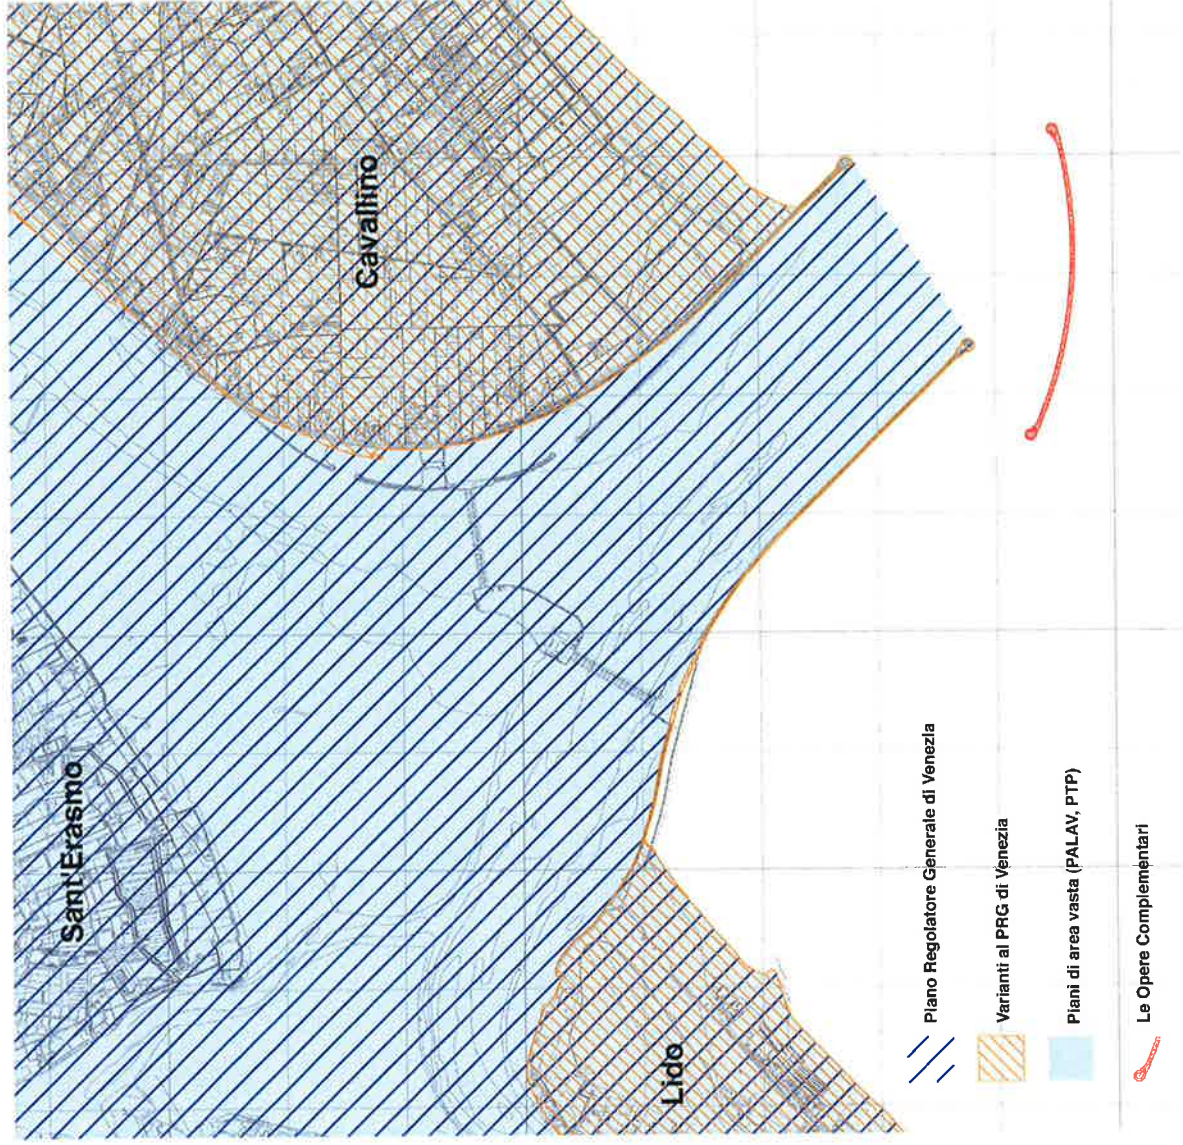 Sant'Erasmo
Cavallino
Lido
Piano Regolatore Generale di Venezia
Varianti al PRG di Venezia
Piani di area vasta (PALAV, PTP)
Le Opere Complementari